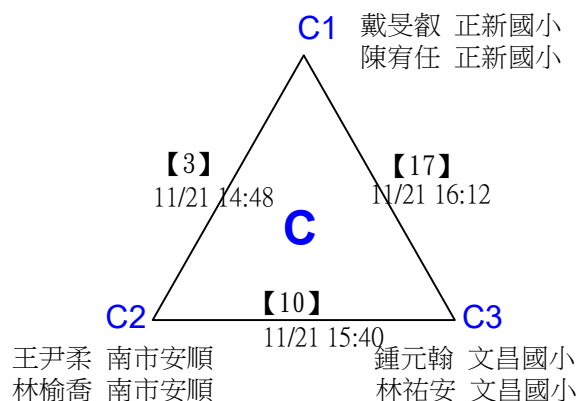 C1
戴旻叡 正新國小
陳宥任 正新國小
【3】
11/21 14:48
【17】
11/21 16:12
C
C2
【10】
11/21 15:40
C3
王尹柔 南市安順
林榆喬 南市安順
鍾元翰 文昌國小
林祐安 文昌國小